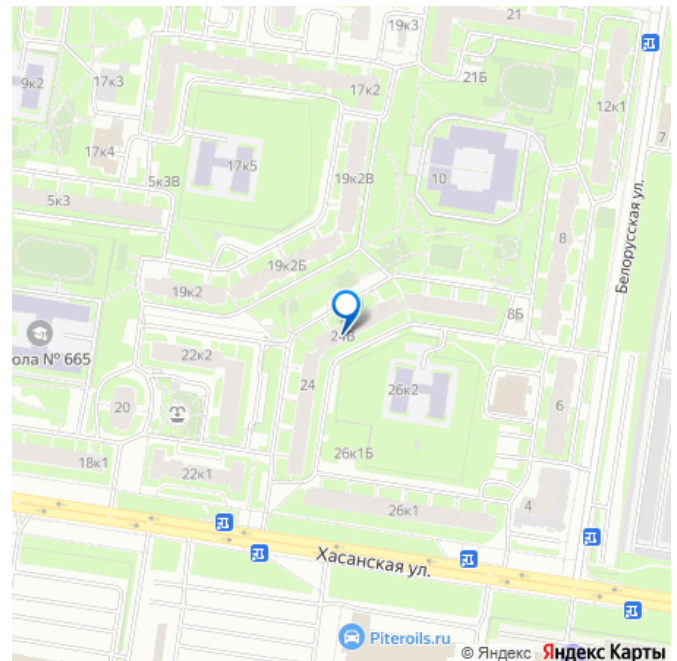 19к3
21
9к2
17к3
17к2
21Б
12к1
7
17к4
17к5
5к3В
19к2В
10
5к3
8
Белорусская ул.
19к2Б
19к2
8Б
24В
ола № 665
22к2
24
26к2
20
6
18к1
22к1
26к1Б
4
26к1
Хасанская ул.
Piteroils.ru
© Яндекс Яндекс Карты